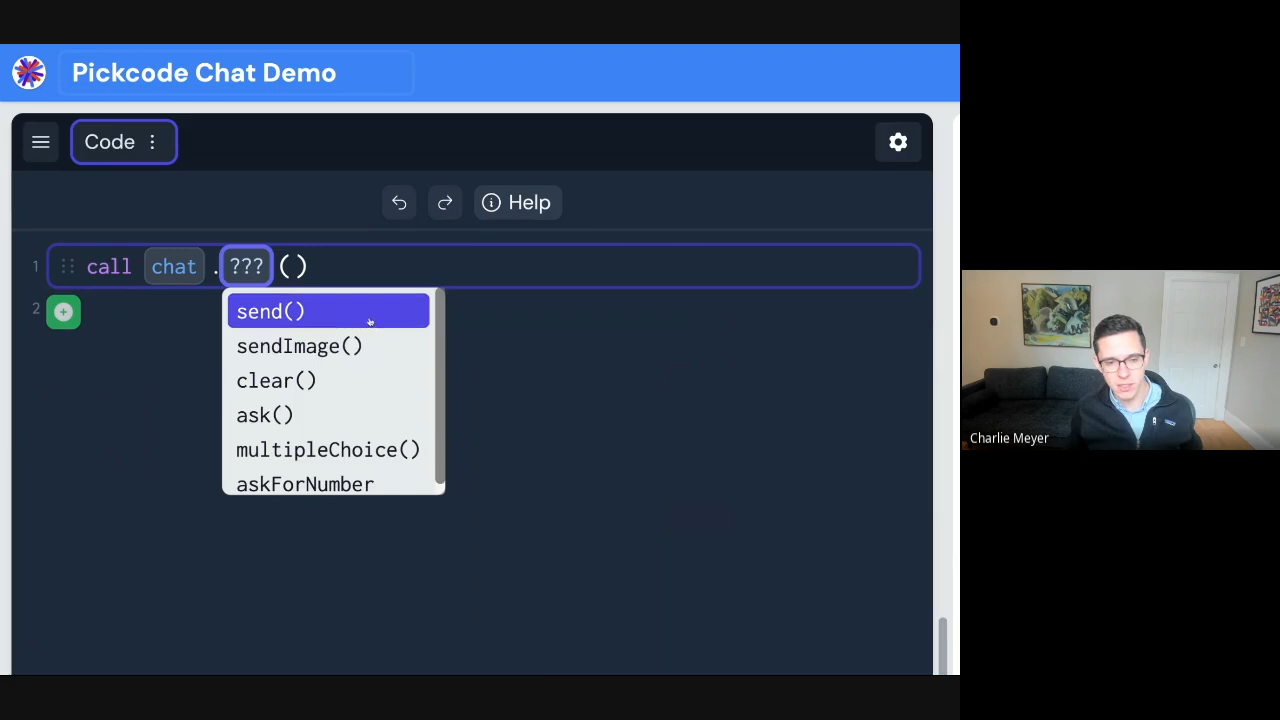 Pickcode Chat Demo
Code
Help
1 call chat . ??? ()
2
send()
sendImage()
clear()
ask()
multipleChoice()
askForNumber
Charlie Meyer